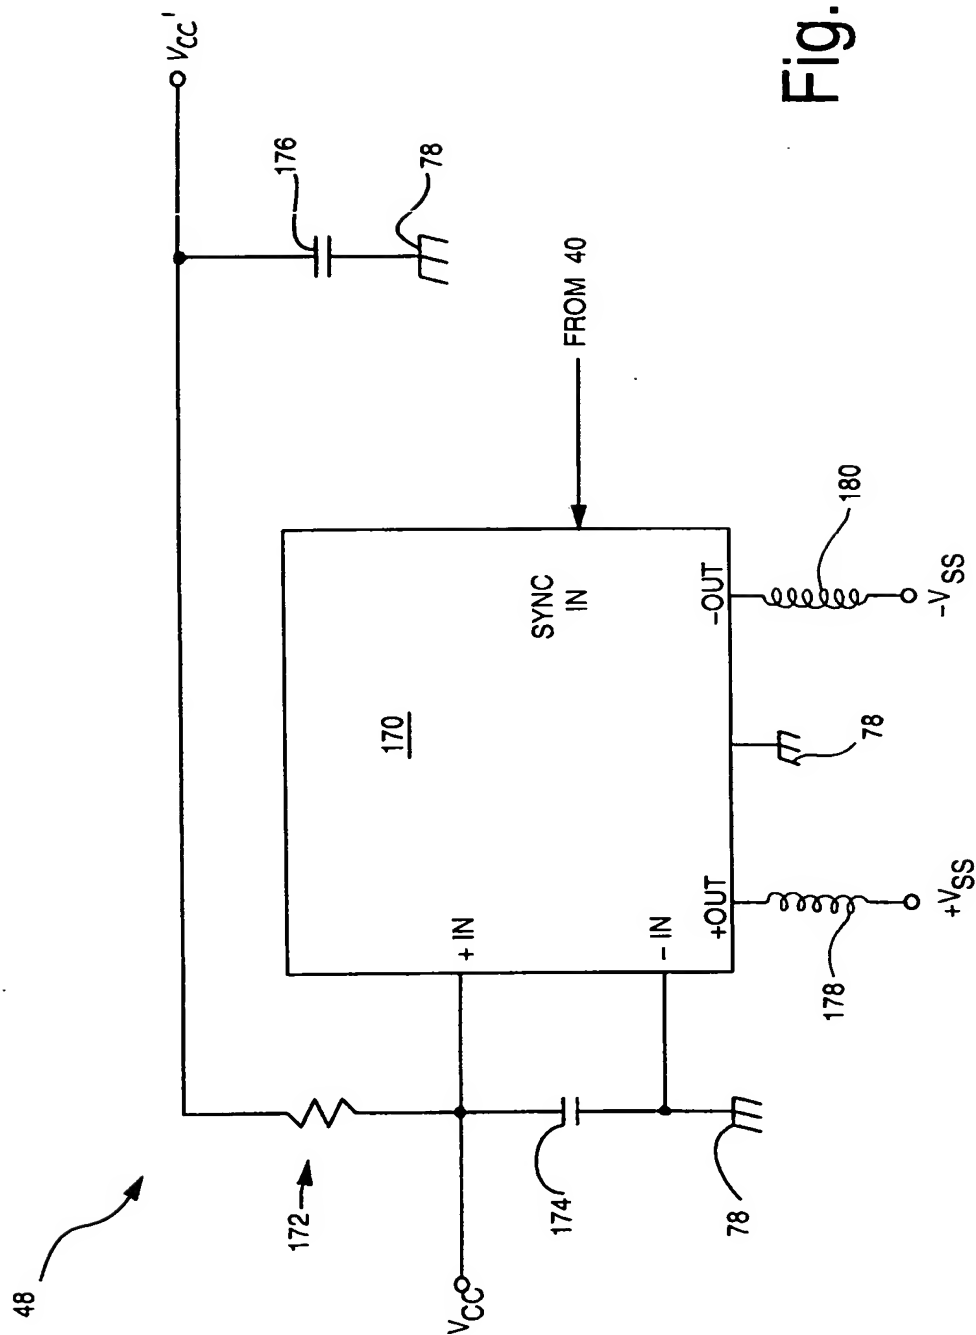 48
172
V_CC'
176
78
V_CC
+ IN
170
SYNC
IN
FROM 40
174
- IN
78
+OUT
-OUT
178
78
180
+V_SS
-V_SS
Fig.